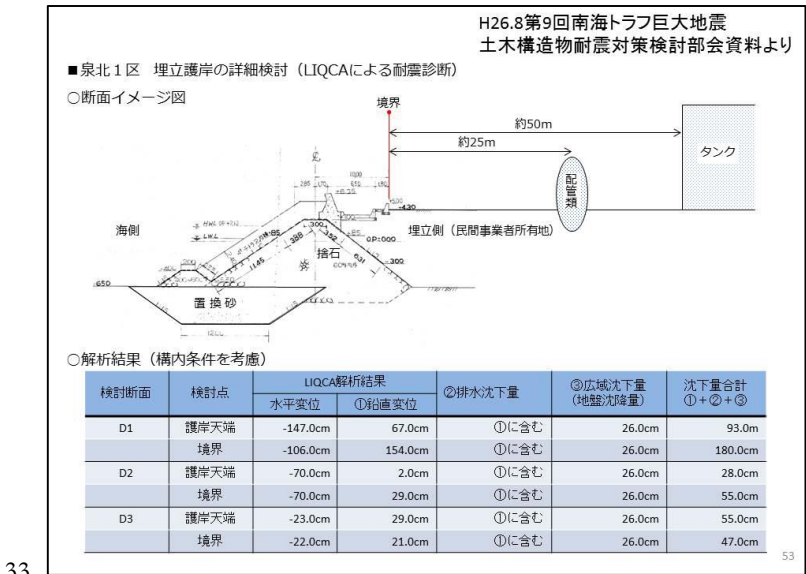 H26.8第9回南海トラフ巨大地震
土木構造物耐震対策検討部会資料より
■泉北1区 埋立護岸の詳細検討(LIQCAによる耐震診断)
○断面イメージ図
境界
約50m
約25m
タンク
配管類
海側
埋立側(民間事業者所有地)
捨石
置換砂
○解析結果(構内条件を考慮)
検討断面 検討点 LIQCA解析結果 ②排水沈下量 ③広域沈下量(地盤沈降量) 沈下量合計①+②+③
水平変位 ①鉛直変位
D1 護岸天端 -147.0cm 67.0cm ①に含む 26.0cm 93.0m
境界 -106.0cm 154.0cm ①に含む 26.0cm 180.0cm
D2 護岸天端 -70.0cm 2.0cm ①に含む 26.0cm 28.0cm
境界 -70.0cm 29.0cm ①に含む 26.0cm 55.0cm
D3 護岸天端 -23.0cm 29.0cm ①に含む 26.0cm 55.0cm
境界 -22.0cm 21.0cm ①に含む 26.0cm 47.0cm
53
33